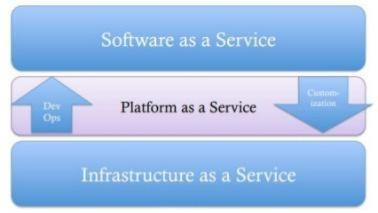 Software as a Service
Dev
Ops
Platform as a Service
Custom-
ization
Infrastructure as a Service